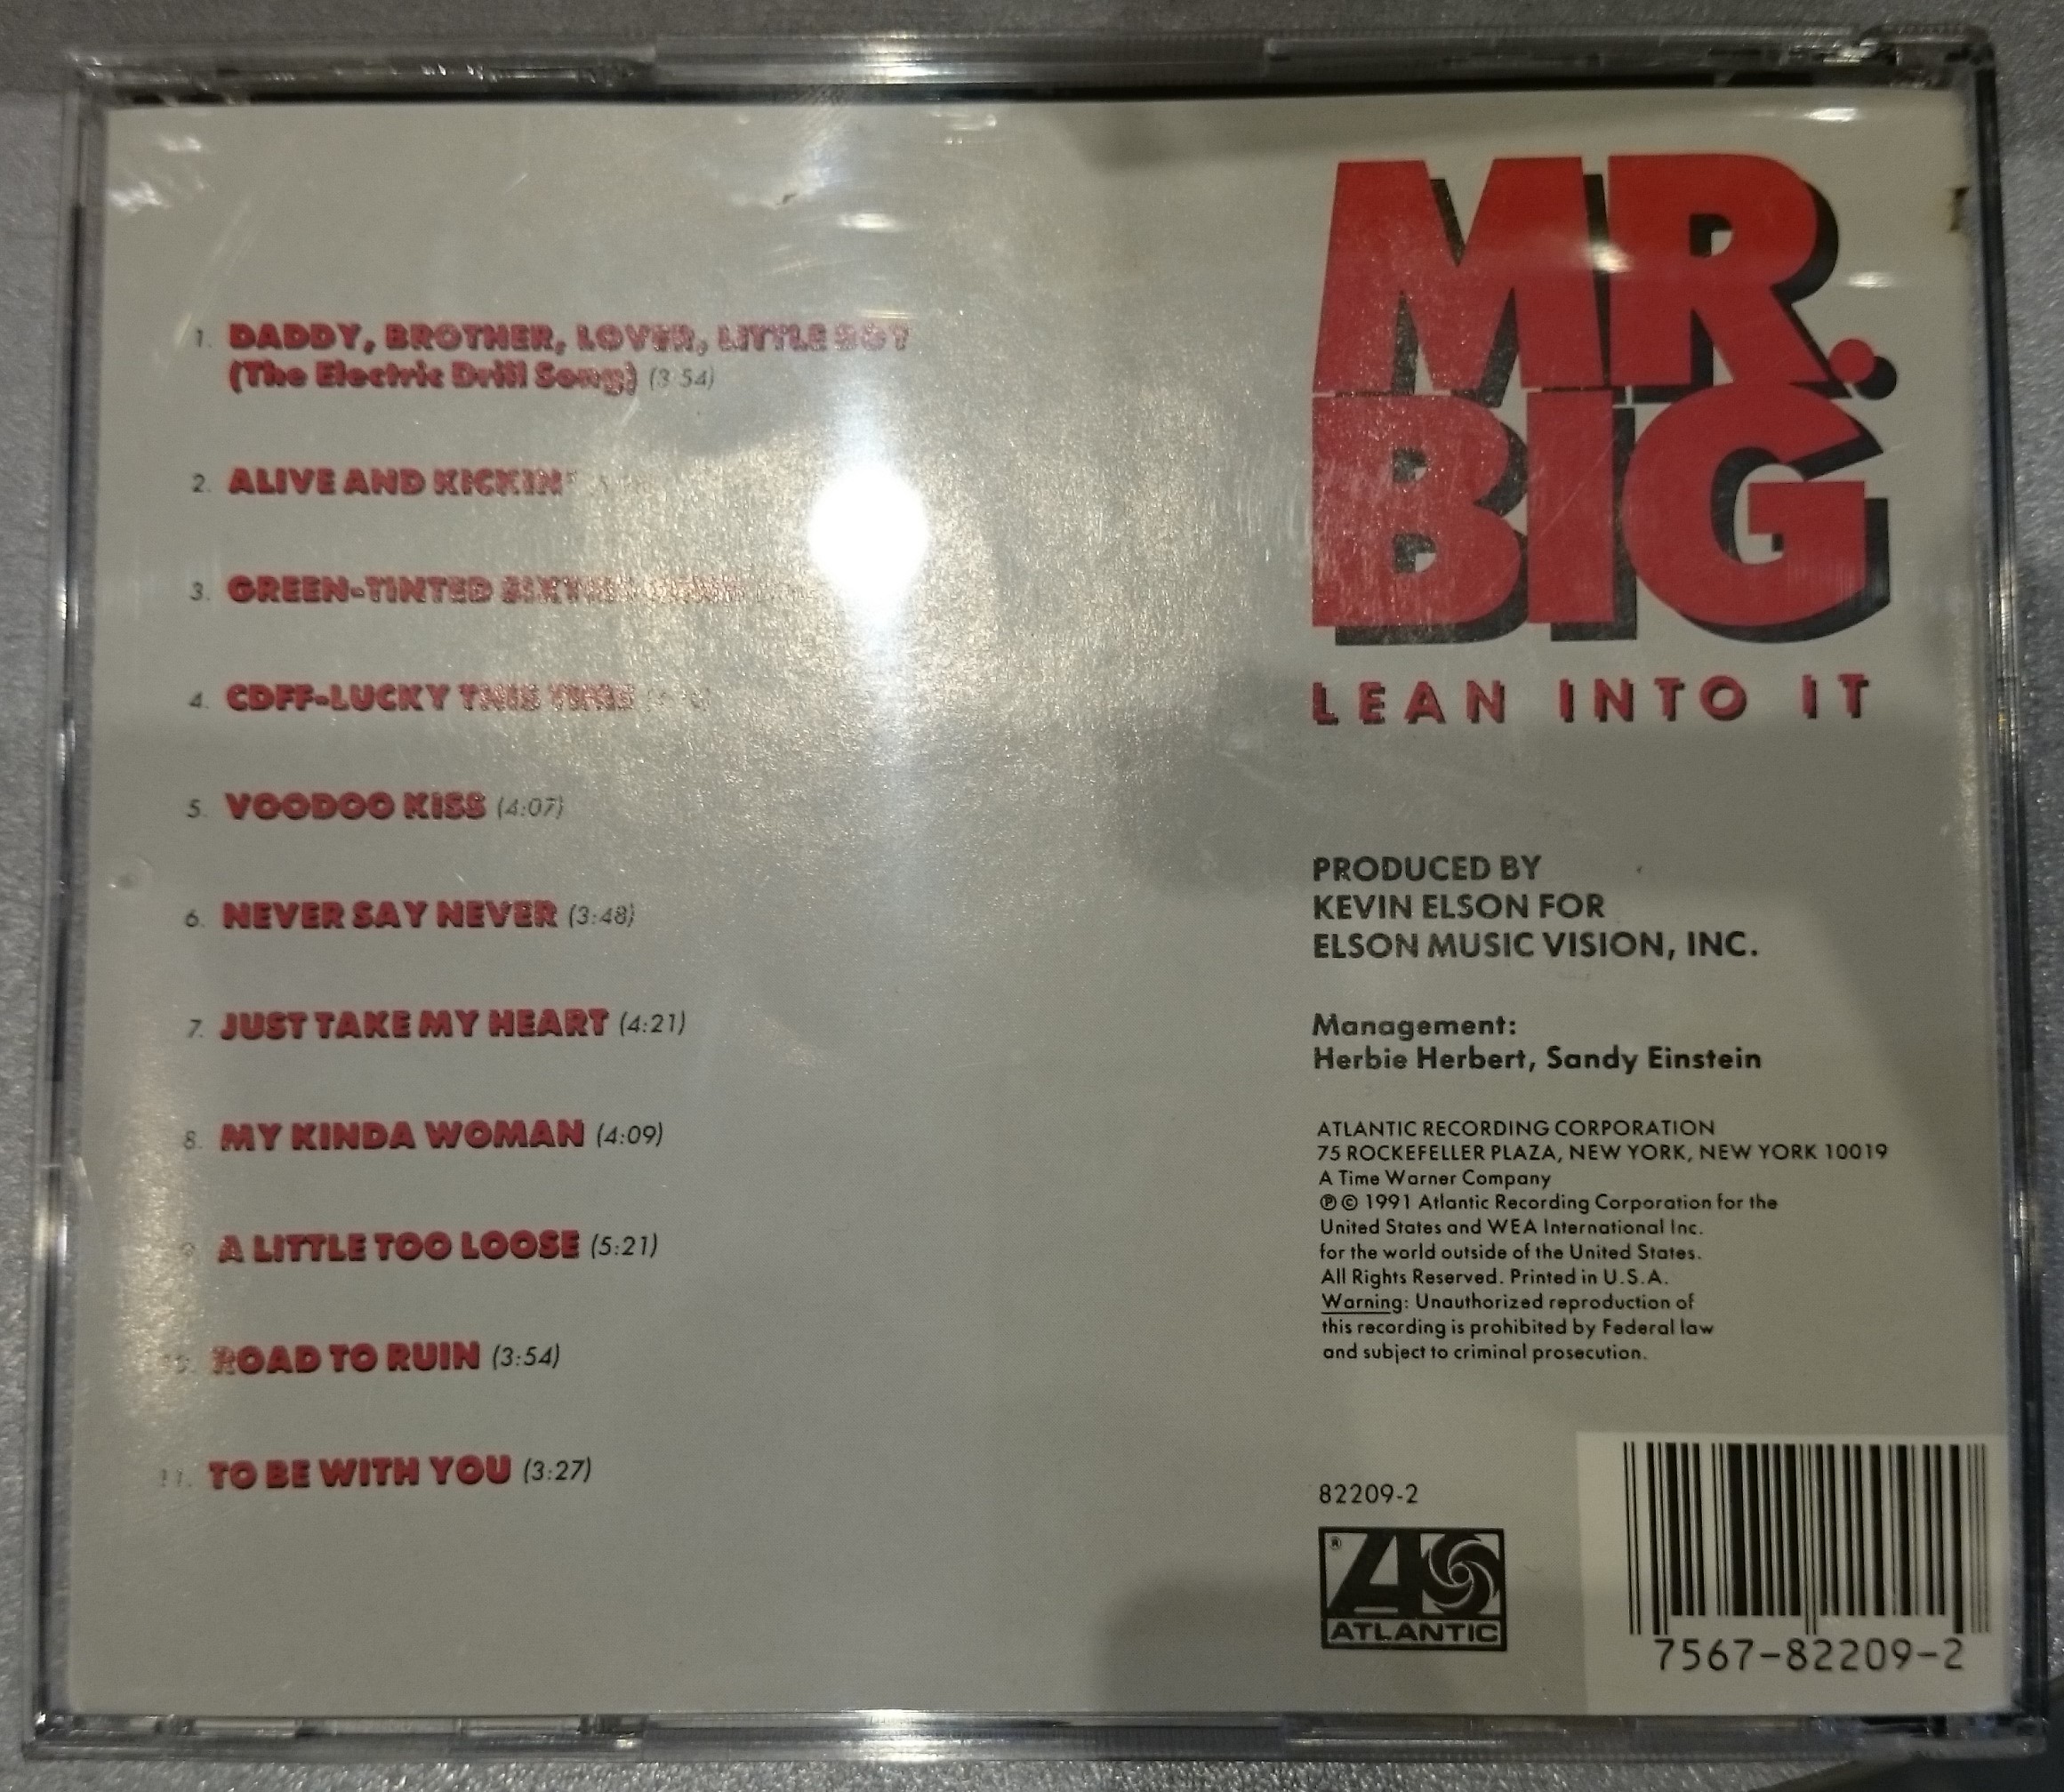 1. DADDY, BROTHER, LOVER, LITTLE BOY
(The Electric Drill Song) (3:54)
2. ALIVE AND KICKIN'
3. GREEN-TINTED SIXTIES MIND
4. CDFF-LUCKY THIS TIME
5. VOODOO KISS (4:07)
6. NEVER SAY NEVER (3:48)
7. JUST TAKE MY HEART (4:21)
8. MY KINDA WOMAN (4:09)
9. A LITTLE TOO LOOSE (5:21)
10. ROAD TO RUIN (3:54)
11. TO BE WITH YOU (3:27)
MR.
BIG
LEAN INTO IT
PRODUCED BY
KEVIN ELSON FOR
ELSON MUSIC VISION, INC.
Management:
Herbie Herbert, Sandy Einstein
ATLANTIC RECORDING CORPORATION
75 ROCKEFELLER PLAZA, NEW YORK, NEW YORK 10019
A Time Warner Company
℗ © 1991 Atlantic Recording Corporation for the
United States and WEA International Inc.
for the world outside of the United States.
All Rights Reserved. Printed in U.S.A.
Warning: Unauthorized reproduction of
this recording is prohibited by Federal law
and subject to criminal prosecution.
82209-2
®
ATLANTIC
7567-82209-2